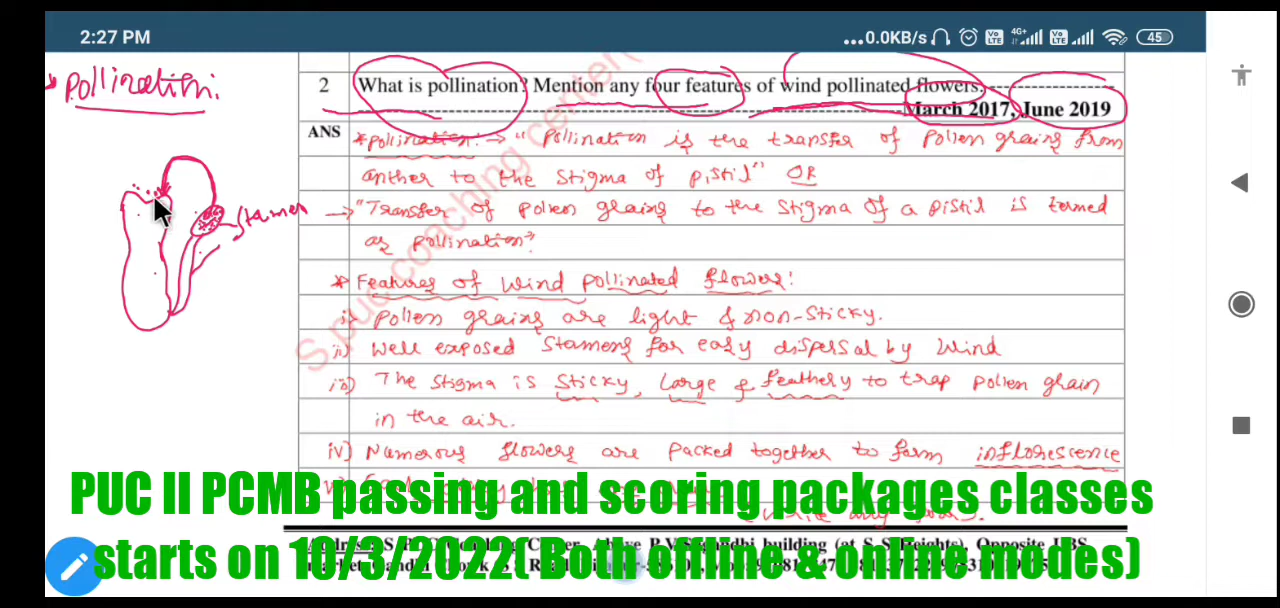 2:27 PM
...0.0KB/s 4G+ 45
* Pollination:
2 What is pollination? Mention any four features of wind pollinated flowers.
March 2017, June 2019
ANS *Pollination:→ "Pollination is the transfer of Pollen grains from
anther to the stigma of pistil" OR
→ "Transfer of pollen grains to the stigma of a pistil is termed
as pollination"
* Features of wind pollinated flowers:
i) Pollen grains are light & non-sticky.
ii) Well exposed stamens for easy dispersal by wind
iii) The stigma is sticky, large & feathery to trap pollen grain
in the air.
iv) Numerous flowers are packed together to form inflorescence
stamen
S.puc coaching center
PUC II PCMB passing and scoring packages classes
starts on 10/3/2022( Both offline & online modes)